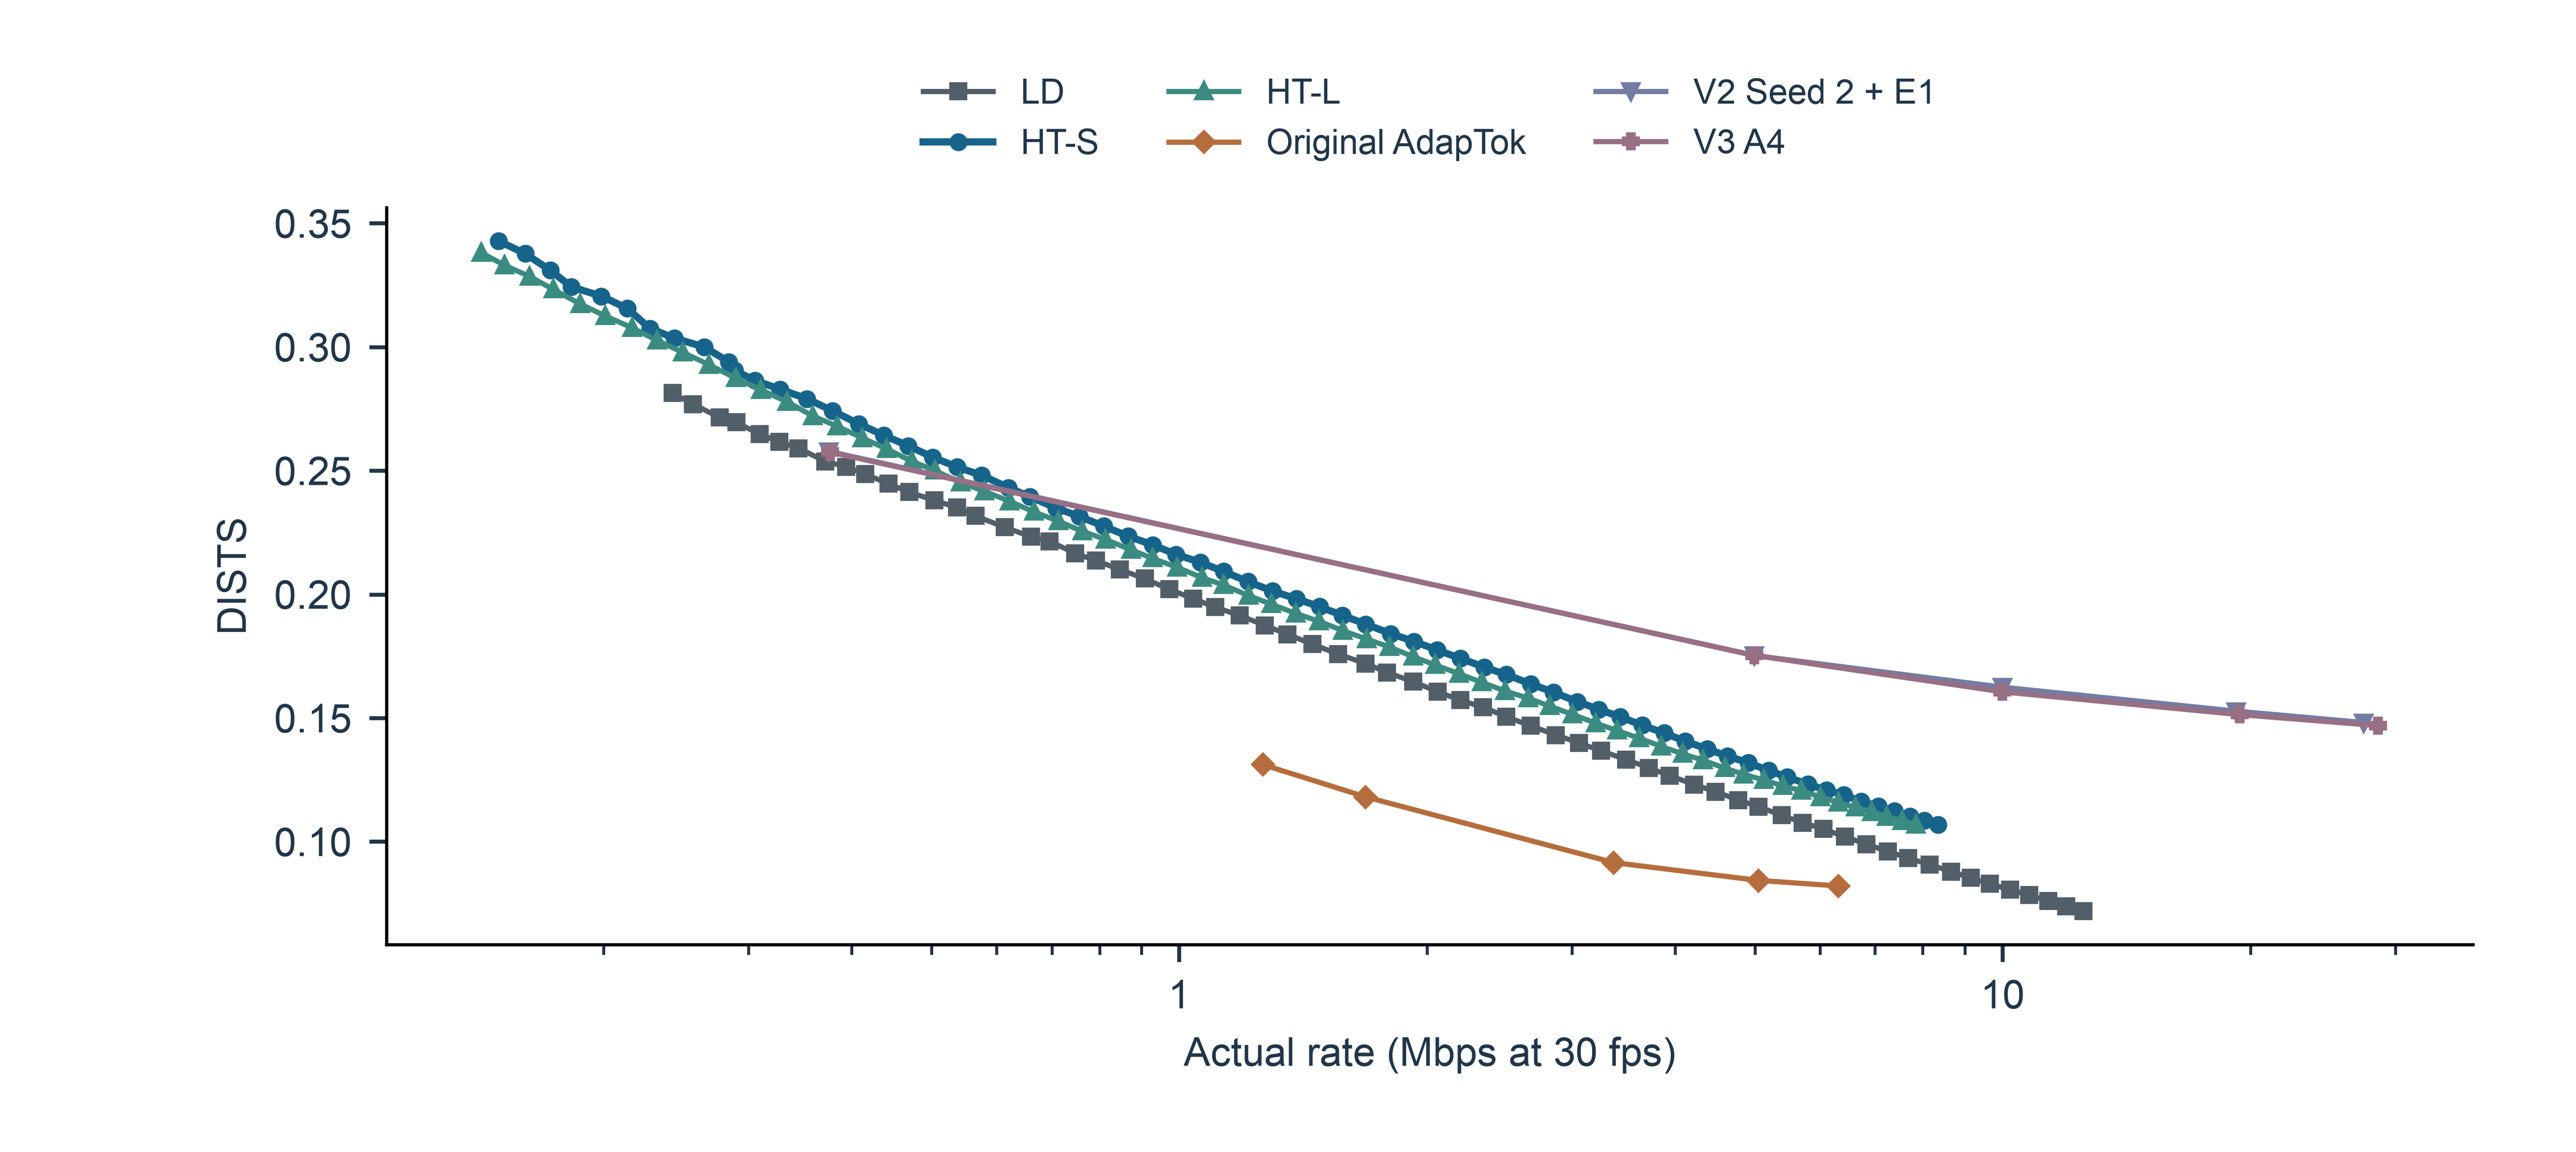 LD
HT-S
HT-L
Original AdapTok
V2 Seed 2 + E1
V3 A4
0.35
0.30
0.25
0.20
0.15
0.10
DISTS
1
10
Actual rate (Mbps at 30 fps)